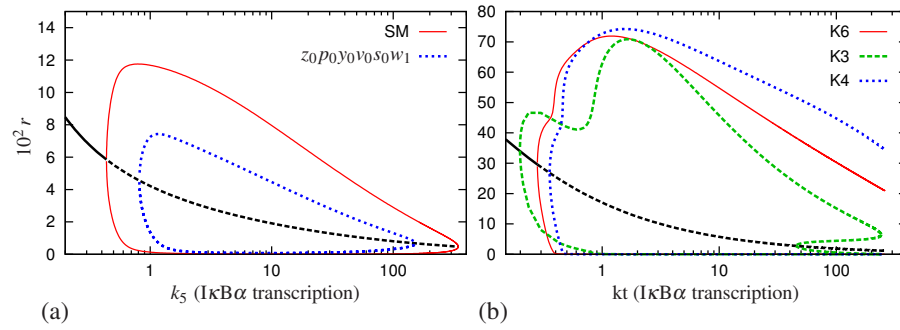 14
12
10
8
6
4
2
0
10² r
1
10
100
k₅ (IκBα transcription)
SM
z₀p₀y₀v₀s₀w₁
(a)
80
70
60
50
40
30
20
10
0
1
10
100
kt (IκBα transcription)
K6
K3
K4
(b)